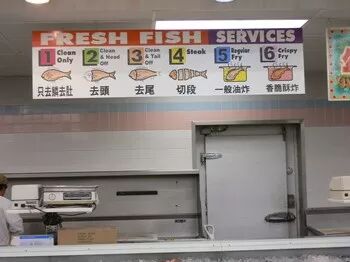 FRESH FISH SERVICES
1 Clean Only
2 Clean & Head Off
3 Clean & Tail Off
4 Steak
5 Regular Fry
6 Crispy Fry
只去鱗去肚
去頭
去尾
切段
一般油炸
香脆酥炸